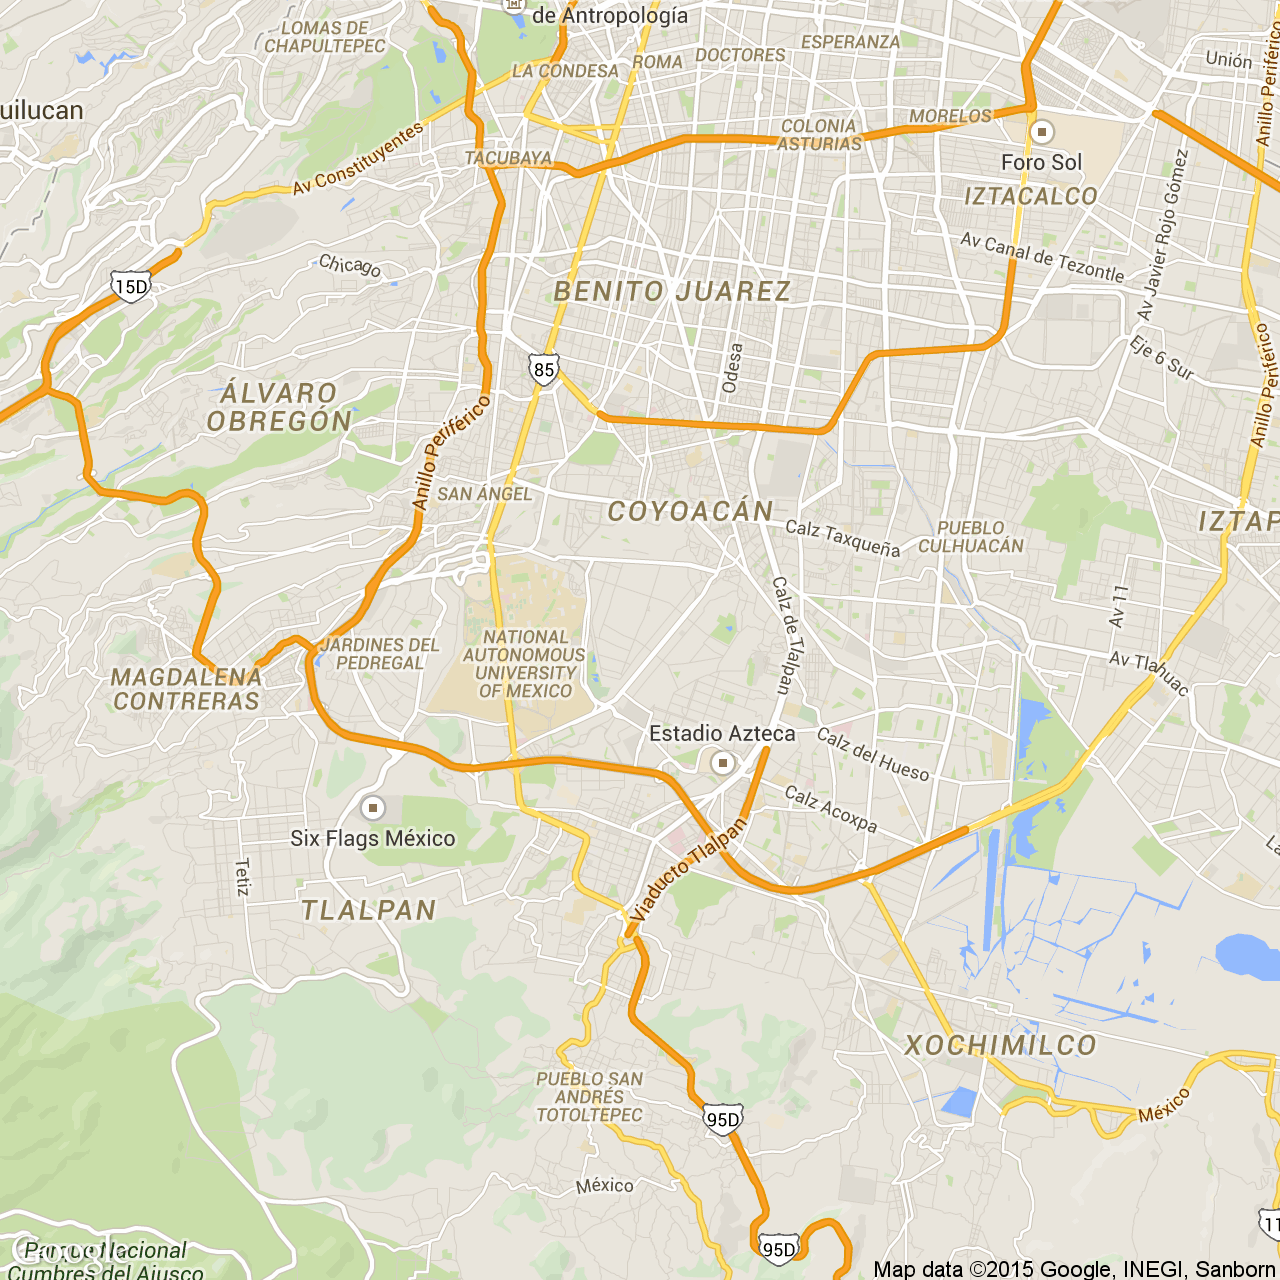 de Antropología
LOMAS DE
CHAPULTEPEC
ESPERANZA
DOCTORES
ROMA
LA CONDESA
Unión
Anillo Periférico
uilucan
MORELOS
COLONIA
ASTURIAS
Av Constituyentes
TACUBAYA
Foro Sol
IZTACALCO
Av Javier Rojo Gómez
Av Canal de Tezontle
Chicago
15D
BENITO JUAREZ
Eje 6 Sur
Anillo Periférico
85
Odesa
ÁLVARO
OBREGÓN
Anillo Periférico
SAN ÁNGEL
COYOACÁN
Calz Taxqueña
PUEBLO
CULHUACÁN
IZTAP
Calz de Tlalpan
Av 11
NATIONAL
AUTONOMOUS
UNIVERSITY
OF MEXICO
JARDINES DEL
PEDREGAL
MAGDALENA
CONTRERAS
Av Tlahuac
Estadio Azteca
Calz del Hueso
Calz Acoxpa
Six Flags México
Viaducto Tlalpan
La
Tetiz
TLALPAN
XOCHIMILCO
PUEBLO SAN
ANDRÉS
TOTOLTEPEC
95D
México
México
11
95D
Google
Parque Nacional
Cumbres del Ajusco
Map data ©2015 Google, INEGI, Sanborn